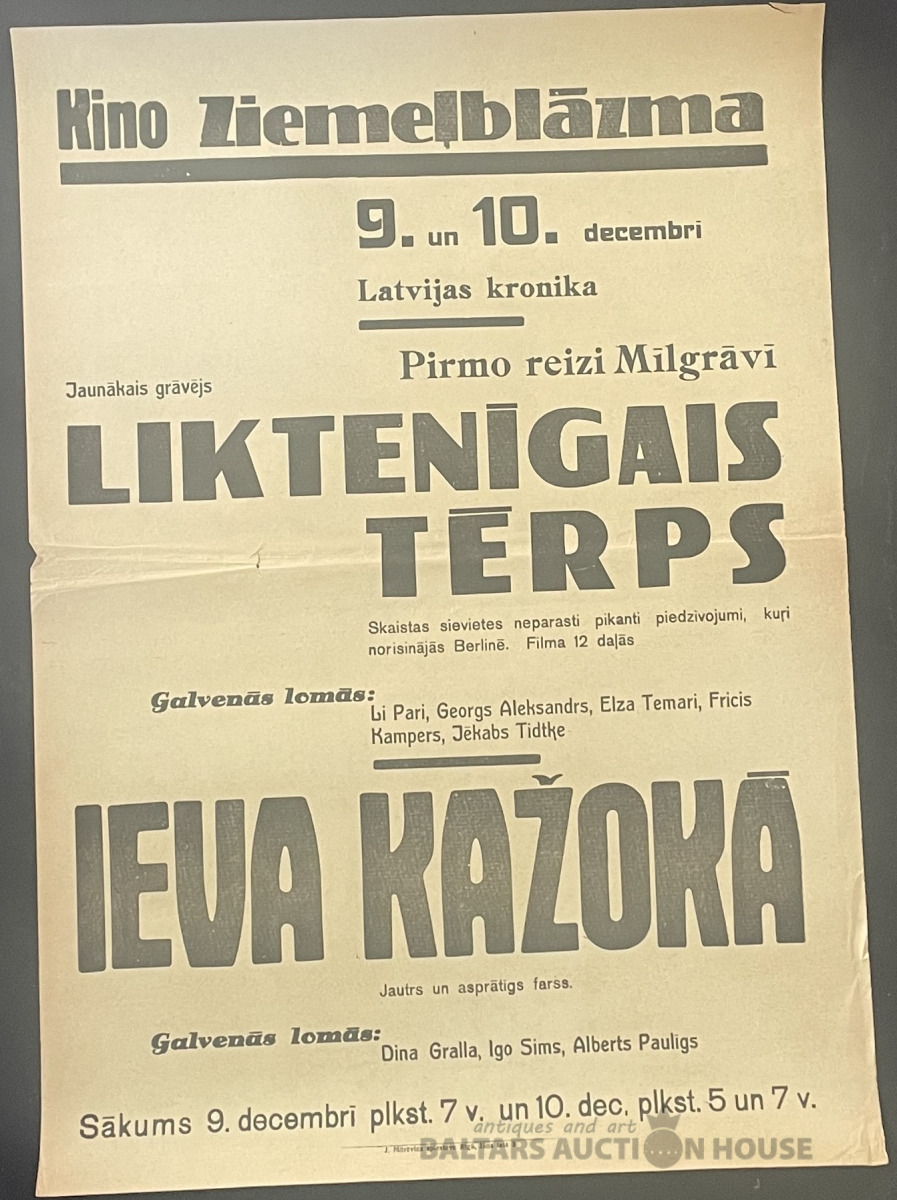 Kino Ziemeļblāzma
9. un 10. decembrī
Latvijas kronika
Pirmo reizi Mīlgrāvī
Jaunākais grāvējs
LIKTENĪGAIS
TĒRPS
Skaistas sievietes neparasti pikanti piedzivojumi, kuŗi
norisinājās Berlinē. Filma 12 daļās
Galvenās lomās:
Li Pari, Georgs Aleksandrs, Elza Temari, Fricis
Kampers, Jēkabs Tidtķe
IEVA KAŽOKĀ
Jautrs un asprātigs farss.
Galvenās lomās:
Dina Gralla, Igo Sims, Alberts Pauligs
Sākums 9. decembrī plkst. 7 v. un 10. dec. plkst. 5 un 7 v.
antiques and art
BALTARS AUCTION HOUSE